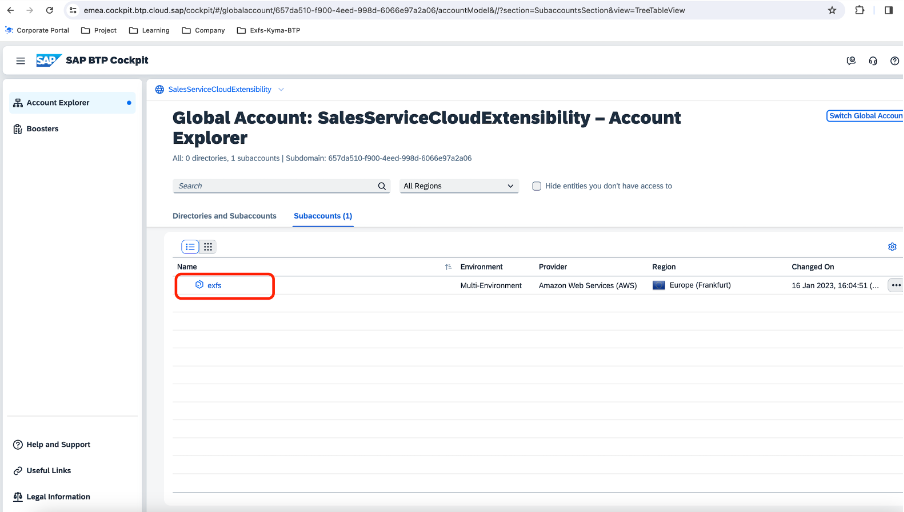 emea.cockpit.btp.cloud.sap/cockpit/#/globalaccount/657da510-f900-4eed-998d-6066e97a2a06/accountModel&//?section=SubaccountsSection&view=TreeTableView
Corporate Portal Project Learning Company Exfs-Kyma-BTP
SAP SAP BTP Cockpit
Account Explorer
Boosters
Help and Support
Useful Links
Legal Information
SalesServiceCloudExtensibility
Global Account: SalesServiceCloudExtensibility – Account
Explorer
Switch Global Accoun
All: 0 directories, 1 subaccounts | Subdomain: 657da510-f900-4eed-998d-6066e97a2a06
Search All Regions Hide entities you don't have access to
Directories and Subaccounts Subaccounts (1)
Name Environment Provider Region Changed On
exfs Multi-Environment Amazon Web Services (AWS) Europe (Frankfurt) 16 Jan 2023, 16:04:51 (...